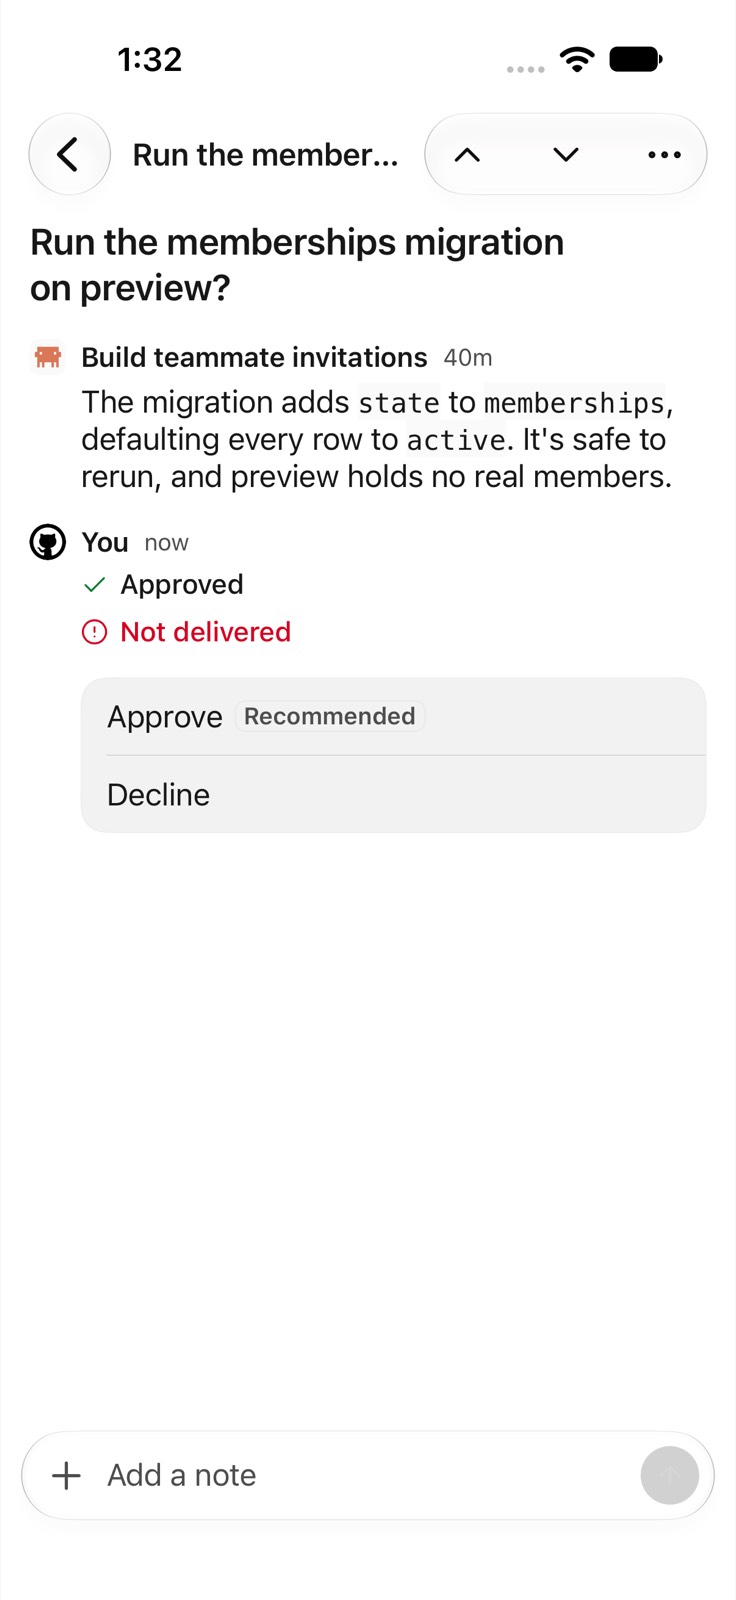 1:32
Run the member...
Run the memberships migration
on preview?
Build teammate invitations 40m
The migration adds state to memberships,
defaulting every row to active. It's safe to
rerun, and preview holds no real members.
You now
Approved
Not delivered
Approve Recommended
Decline
Add a note